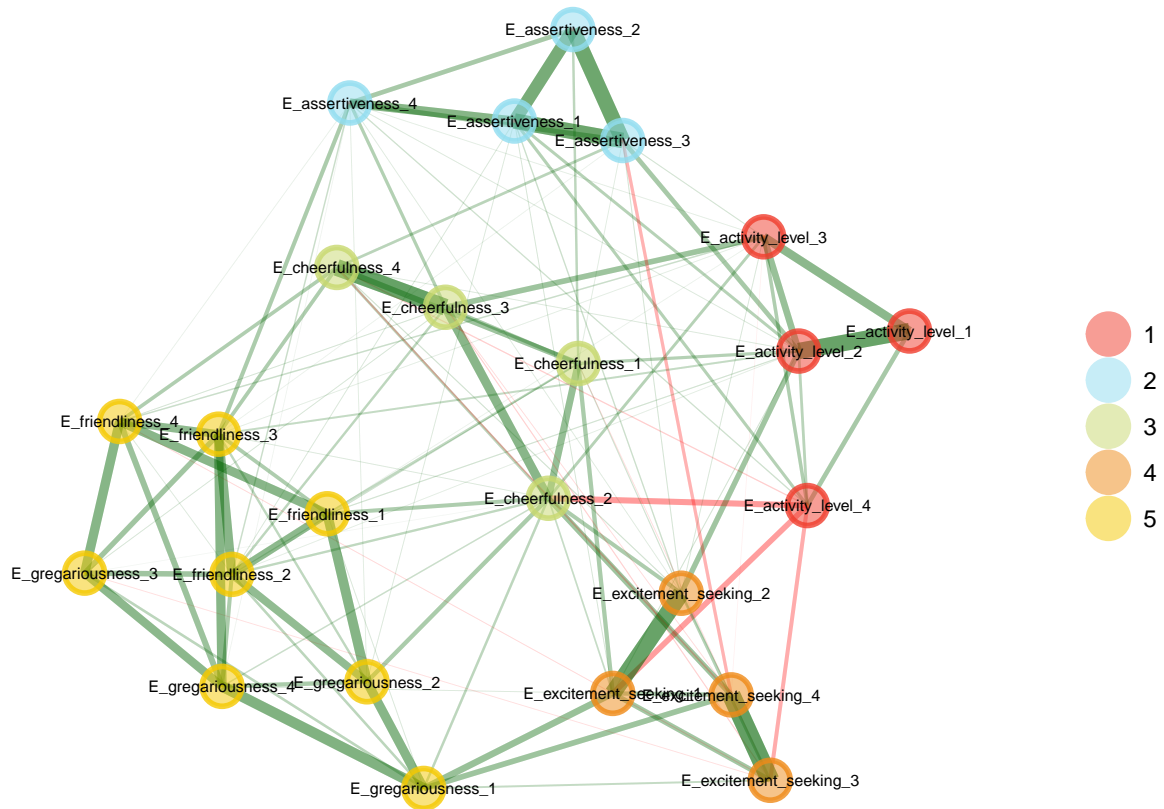 E_assertiveness_2
E_assertiveness_4
E_assertiveness_1
E_assertiveness_3
E_activity_level_3
E_cheerfulness_4
E_cheerfulness_3
E_activity_level_1
E_activity_level_2
E_cheerfulness_1
E_friendliness_4
E_friendliness_3
E_cheerfulness_2
E_activity_level_4
E_friendliness_1
E_gregariousness_3
E_friendliness_2
E_excitement_seeking_2
E_gregariousness_4
E_gregariousness_2
E_excitement_seeking_1
E_excitement_seeking_4
E_excitement_seeking_3
E_gregariousness_1
1
2
3
4
5